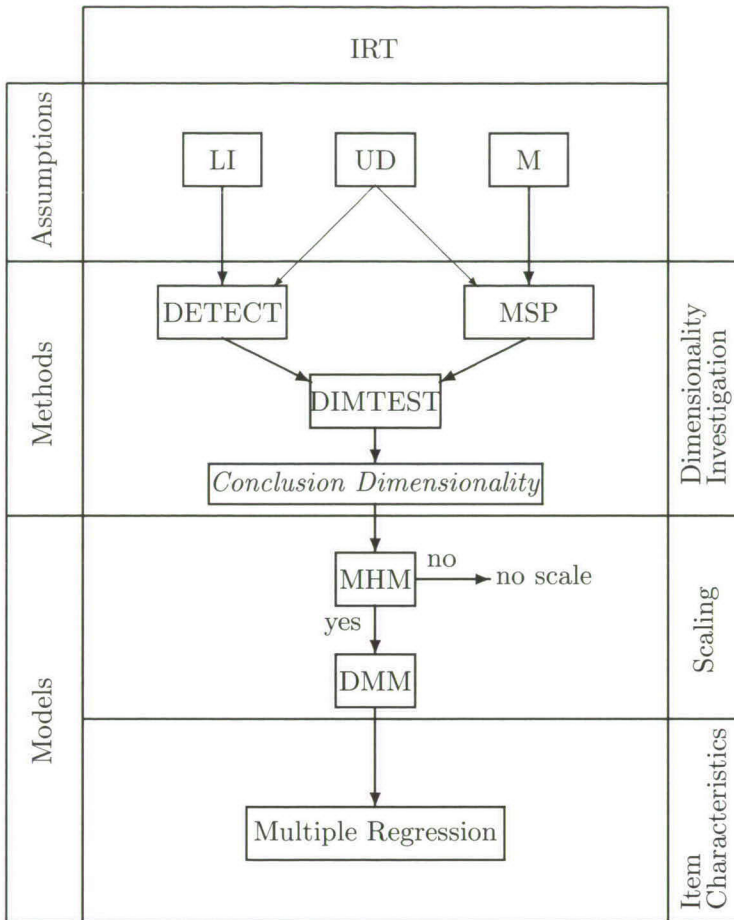 IRT
Assumptions
LI
UD
M
Methods
DETECT
MSP
DIMTEST
Conclusion Dimensionality
Dimensionality
Investigation
Models
MHM
no
no scale
yes
DMM
Scaling
Multiple Regression
Item
Characteristics